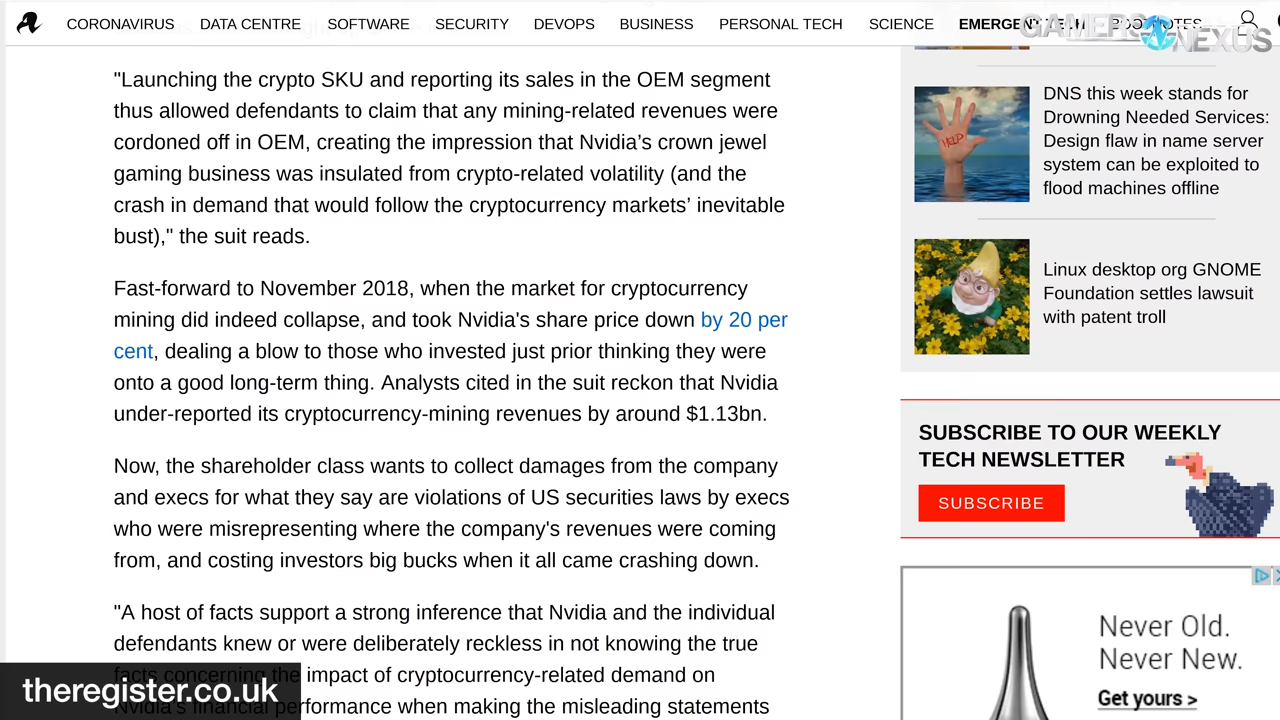 CORONAVIRUS DATA CENTRE SOFTWARE SECURITY DEVOPS BUSINESS PERSONAL TECH SCIENCE EMERGENT TECH BOOTNOTES
GAMERS
NEXUS
"Launching the crypto SKU and reporting its sales in the OEM segment
thus allowed defendants to claim that any mining-related revenues were
cordoned off in OEM, creating the impression that Nvidia’s crown jewel
gaming business was insulated from crypto-related volatility (and the
crash in demand that would follow the cryptocurrency markets’ inevitable
bust)," the suit reads.
Fast-forward to November 2018, when the market for cryptocurrency
mining did indeed collapse, and took Nvidia's share price down by 20 per
cent, dealing a blow to those who invested just prior thinking they were
onto a good long-term thing. Analysts cited in the suit reckon that Nvidia
under-reported its cryptocurrency-mining revenues by around $1.13bn.
Now, the shareholder class wants to collect damages from the company
and execs for what they say are violations of US securities laws by execs
who were misrepresenting where the company's revenues were coming
from, and costing investors big bucks when it all came crashing down.
"A host of facts support a strong inference that Nvidia and the individual
defendants knew or were deliberately reckless in not knowing the true
facts concerning the impact of cryptocurrency-related demand on
Nvidia's financial performance when making the misleading statements
theregister.co.uk
HELP
DNS this week stands for
Drowning Needed Services:
Design flaw in name server
system can be exploited to
flood machines offline
Linux desktop org GNOME
Foundation settles lawsuit
with patent troll
SUBSCRIBE TO OUR WEEKLY
TECH NEWSLETTER
SUBSCRIBE
Never Old.
Never New.
Get yours >